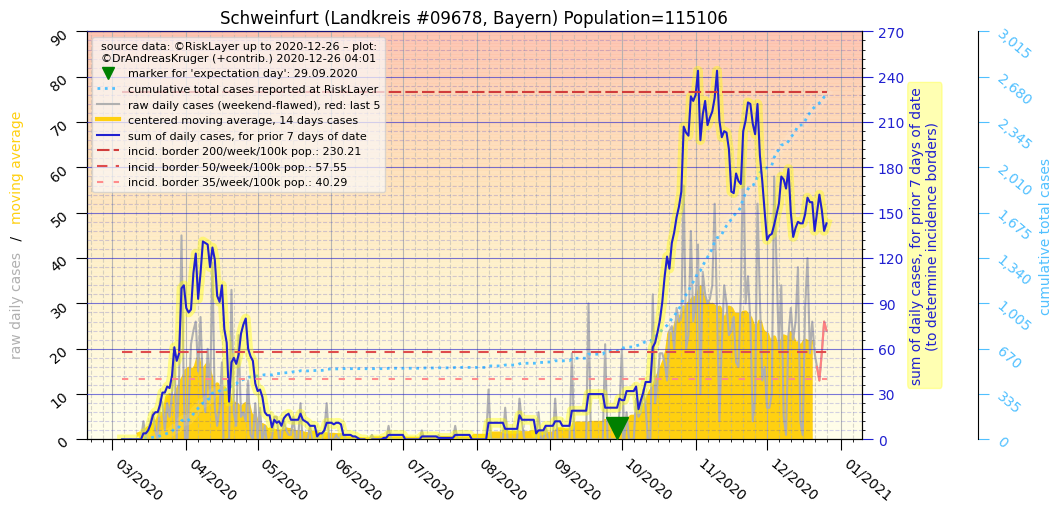 Schweinfurt (Landkreis #09678, Bayern) Population=115106
source data: ©RiskLayer up to 2020-12-26 – plot:
©DrAndreasKruger (+contrib.) 2020-12-26 04:01
marker for 'expectation day': 29.09.2020
cumulative total cases reported at RiskLayer
raw daily cases (weekend-flawed), red: last 5
centered moving average, 14 days cases
sum of daily cases, for prior 7 days of date
incid. border 200/week/100k pop.: 230.21
incid. border 50/week/100k pop.: 57.55
incid. border 35/week/100k pop.: 40.29
raw daily cases / moving average
90
80
70
60
50
40
30
20
10
0
270
240
210
180
150
120
90
60
30
0
sum of daily cases, for prior 7 days of date
(to determine incidence borders)
3,015
2,680
2,345
2,010
1,675
1,340
1,005
670
335
0
cumulative total cases
03/2020
04/2020
05/2020
06/2020
07/2020
08/2020
09/2020
10/2020
11/2020
12/2020
01/2021